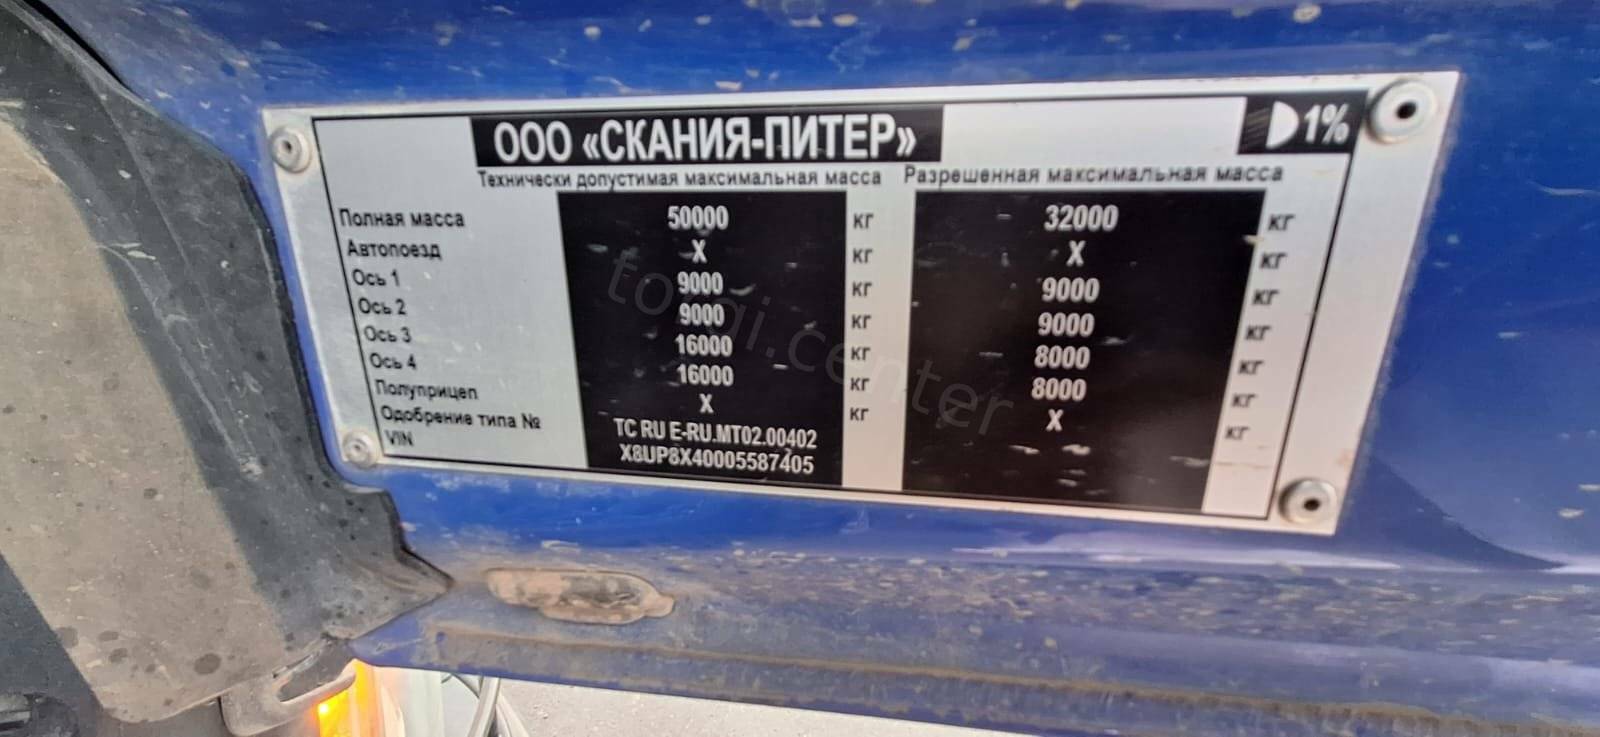 ООО «СКАНИЯ-ПИТЕР» 1%
Технически допустимая максимальная масса Разрешенная максимальная масса
Полная масса 50000 кг 32000 кг
Автопоезд X кг X кг
Ось 1 9000 кг 9000 кг
Ось 2 9000 кг 9000 кг
Ось 3 16000 кг 8000 кг
Ось 4 16000 кг 8000 кг
Полуприцеп X кг X кг
Одобрение типа № TC RU E-RU.MT02.00402
VIN X8UP8X40005587405
torgi.center